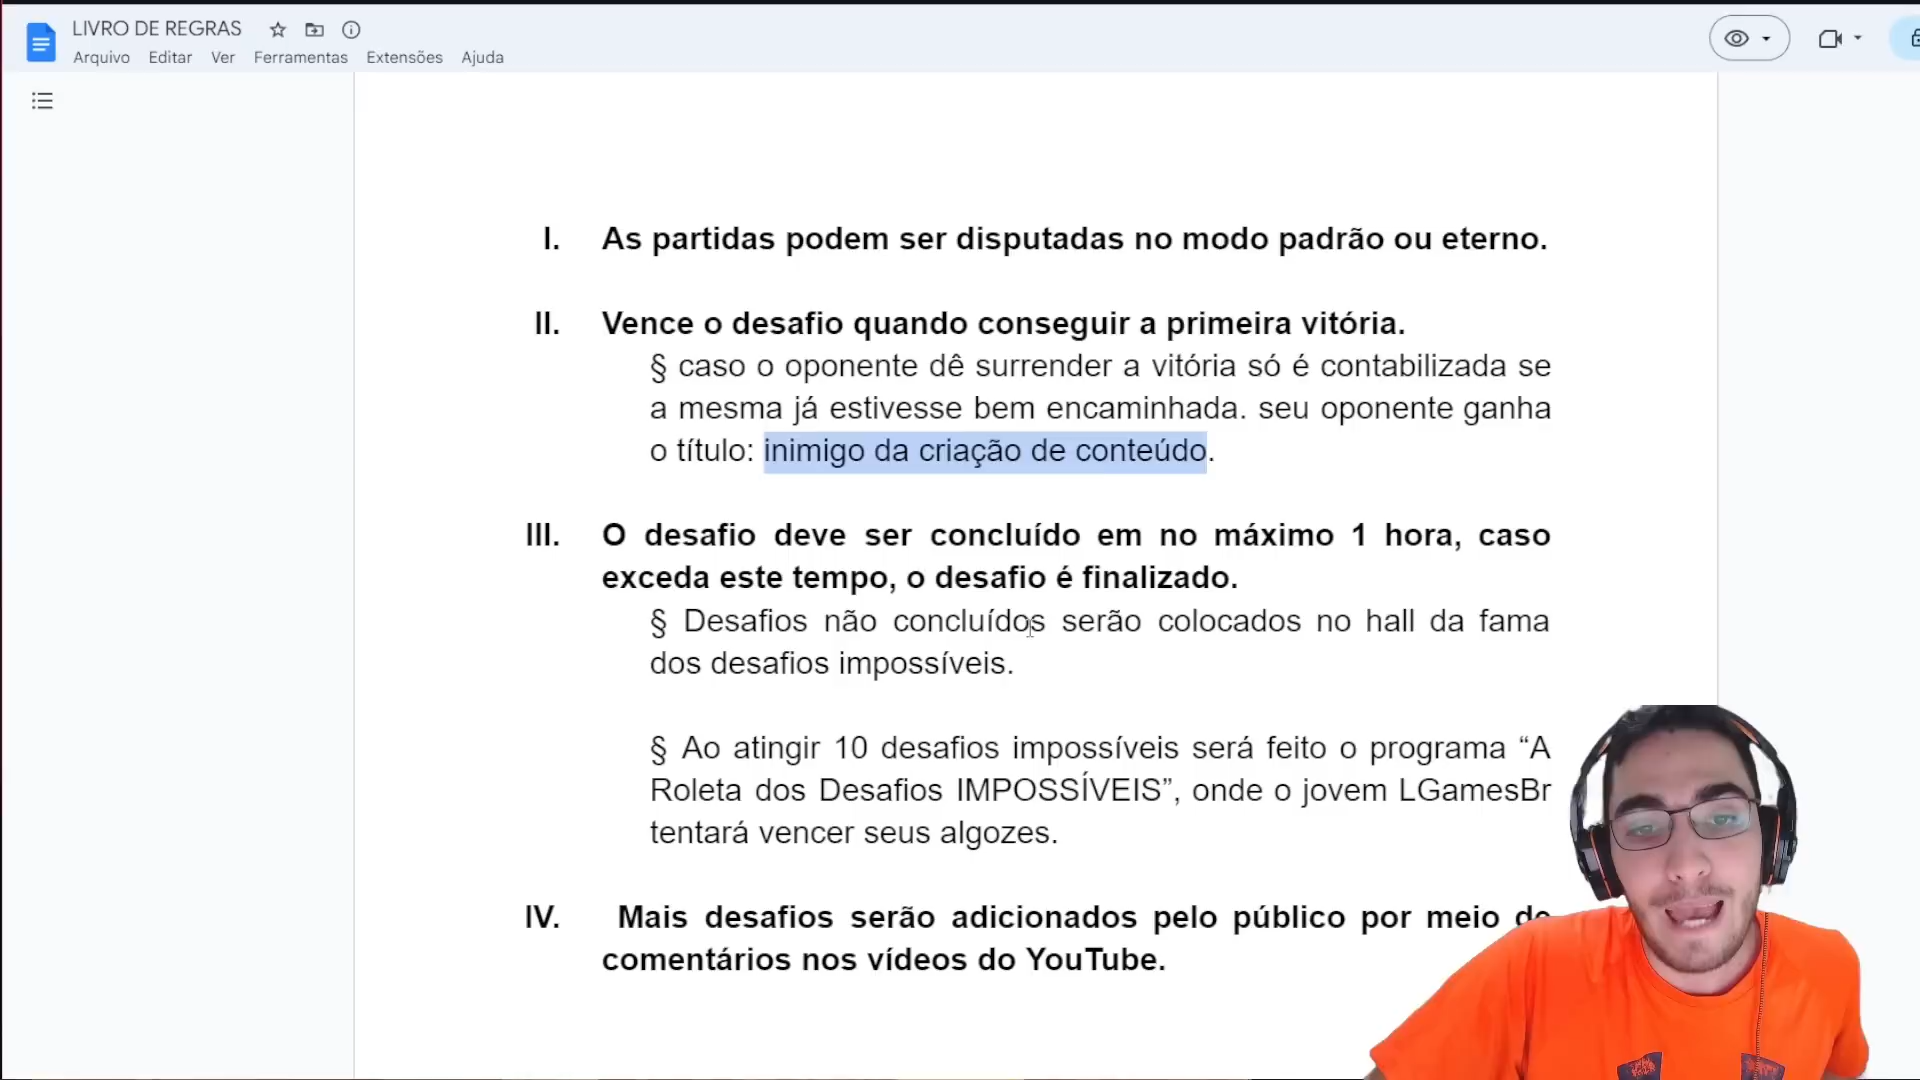 LIVRO DE REGRAS
Arquivo Editar Ver Ferramentas Extensões Ajuda
I. As partidas podem ser disputadas no modo padrão ou eterno.
II. Vence o desafio quando conseguir a primeira vitória.
§ caso o oponente dê surrender a vitória só é contabilizada se
a mesma já estivesse bem encaminhada. seu oponente ganha
o título: inimigo da criação de conteúdo.
III. O desafio deve ser concluído em no máximo 1 hora, caso
exceda este tempo, o desafio é finalizado.
§ Desafios não concluídos serão colocados no hall da fama
dos desafios impossíveis.
§ Ao atingir 10 desafios impossíveis será feito o programa “A
Roleta dos Desafios IMPOSSÍVEIS”, onde o jovem LGamesBr
tentará vencer seus algozes.
IV. Mais desafios serão adicionados pelo público por meio de
comentários nos vídeos do YouTube.